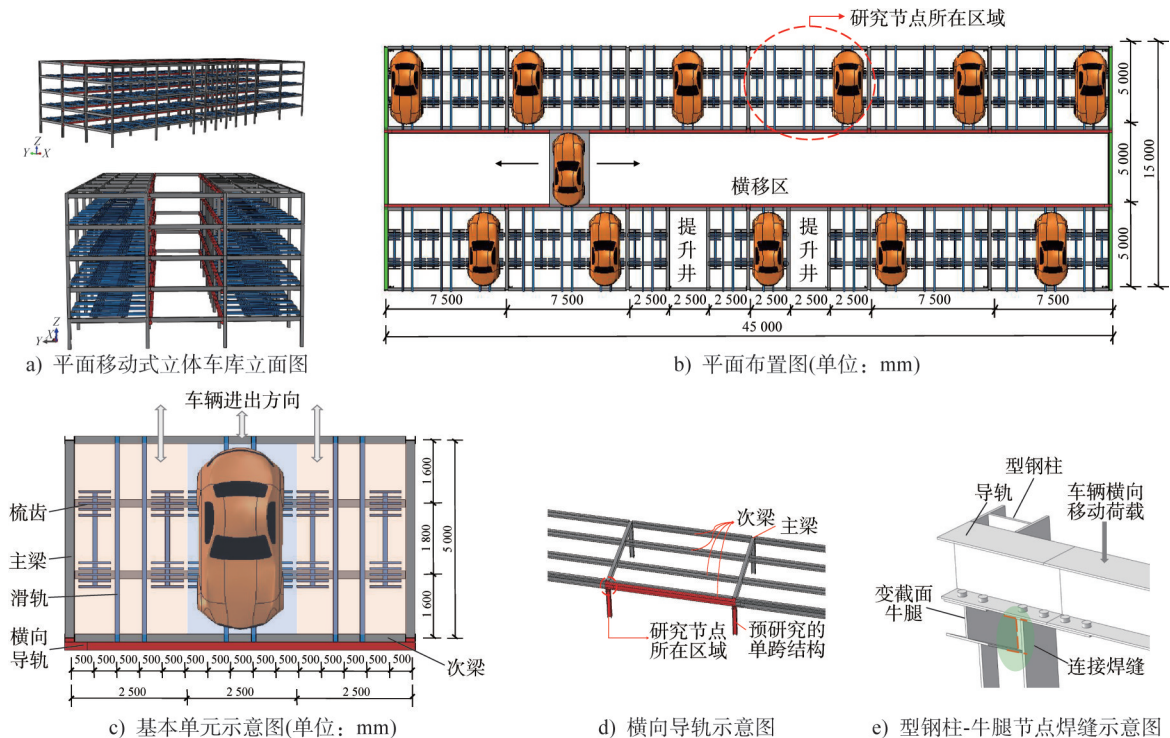 Z
Y
X
Z
X
Y
a) 平面移动式立体车库立面图
研究节点所在区域
横移区
提升井
提升井
5 000
5 000
5 000
15 000
7 500
7 500
2 500
2 500
2 500
2 500
2 500
2 500
7 500
7 500
45 000
b) 平面布置图(单位：mm)
车辆进出方向
梳齿
主梁
滑轨
横向
导轨
次梁
1 600
1 800
1 600
5 000
500 500 500 500 500 500 500 500 500 500 500 500 500 500 500
2 500
2 500
2 500
c) 基本单元示意图(单位：mm)
次梁
主梁
研究节点
所在区域
预研究的
单跨结构
d) 横向导轨示意图
型钢柱
导轨
车辆横向
移动荷载
变截面
牛腿
连接焊缝
e) 型钢柱-牛腿节点焊缝示意图